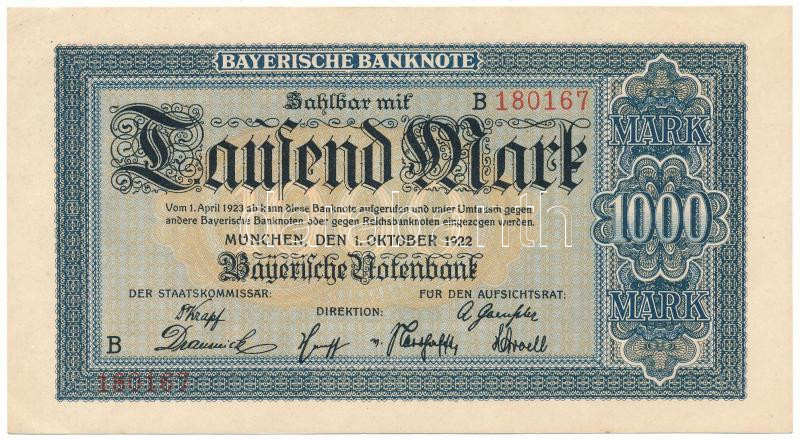 BAYERISCHE BANKNOTE
Zahlbar mit B 180167
Tausend Mark
Vom 1. April 1923 ab kann diese Banknote aufgerufen und unter Umtausch gegen
andere Bayerische Banknoten oder gegen Reichsbanknoten eingezogen werden.
MÜNCHEN, DEN 1. OKTOBER 1922
Bayerische Notenbank
DER STAATSKOMMISSÄR: FÜR DEN AUFSICHTSRAT:
DIREKTION:
B
180167
MARK
1000
MARK